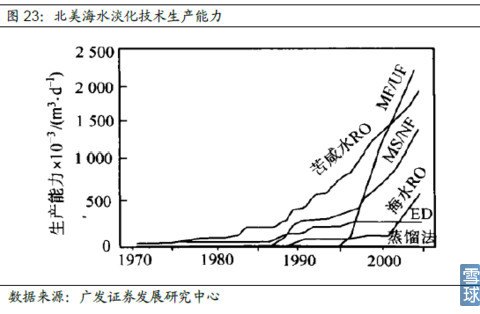 图 23：北美海水淡化技术生产能力
生产能力×10⁻³/(m³·d⁻¹)
2 500
2 000
1 500
1 000
500
0
1970
1980
1990
2000
苦咸水RO
MF/UF
MS/NF
海水RO
ED
蒸馏法
数据来源：广发证券发展研究中心
雪球